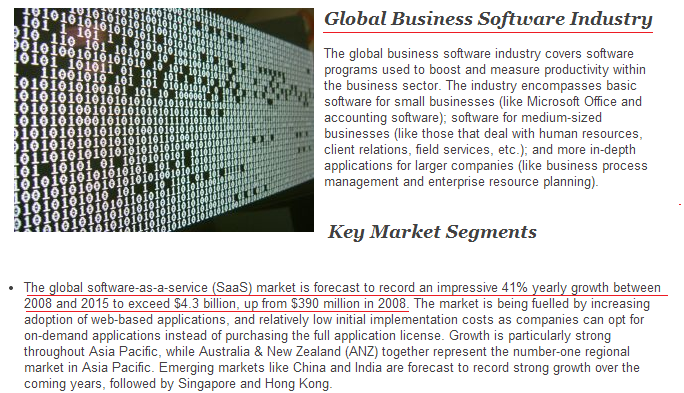 Global Business Software Industry
The global business software industry covers software
programs used to boost and measure productivity within
the business sector. The industry encompasses basic
software for small businesses (like Microsoft Office and
accounting software); software for medium-sized
businesses (like those that deal with human resources,
client relations, field services, etc.); and more in-depth
applications for larger companies (like business process
management and enterprise resource planning).
Key Market Segments
• The global software-as-a-service (SaaS) market is forecast to record an impressive 41% yearly growth between
2008 and 2015 to exceed $4.3 billion, up from $390 million in 2008. The market is being fuelled by increasing
adoption of web-based applications, and relatively low initial implementation costs as companies can opt for
on-demand applications instead of purchasing the full application license. Growth is particularly strong
throughout Asia Pacific, while Australia & New Zealand (ANZ) together represent the number-one regional
market in Asia Pacific. Emerging markets like China and India are forecast to record strong growth over the
coming years, followed by Singapore and Hong Kong.